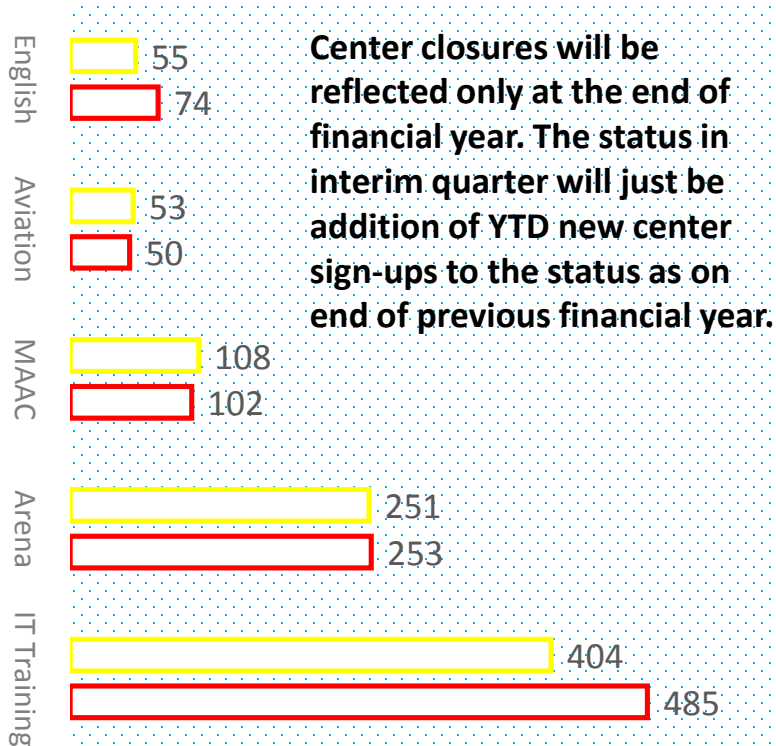 English
55
74
Center closures will be
reflected only at the end of
financial year. The status in
interim quarter will just be
addition of YTD new center
sign-ups to the status as on
end of previous financial year.
Aviation
53
50
MAAC
108
102
Arena
251
253
IT Training
404
485